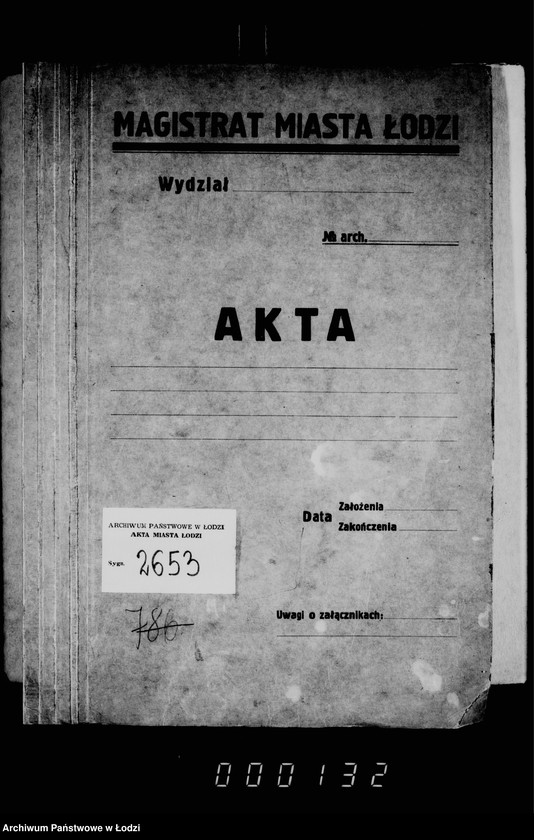 MAGISTRAT MIASTA ŁODZI
Wydział
№ arch.
AKTA
Data
Założenia
Zakończenia
ARCHIWUM PAŃSTWOWE W ŁODZI
AKTA MIASTA ŁODZI
Sygn. 2653
786
Uwagi o załącznikach:
000132
Archiwum Państwowe w Łodzi